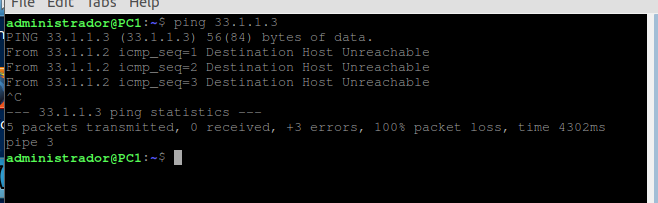 File Edit Tabs Help
administrador@PC1:~$ ping 33.1.1.3
PING 33.1.1.3 (33.1.1.3) 56(84) bytes of data.
From 33.1.1.2 icmp_seq=1 Destination Host Unreachable
From 33.1.1.2 icmp_seq=2 Destination Host Unreachable
From 33.1.1.2 icmp_seq=3 Destination Host Unreachable
^C
--- 33.1.1.3 ping statistics ---
5 packets transmitted, 0 received, +3 errors, 100% packet loss, time 4302ms
pipe 3
administrador@PC1:~$